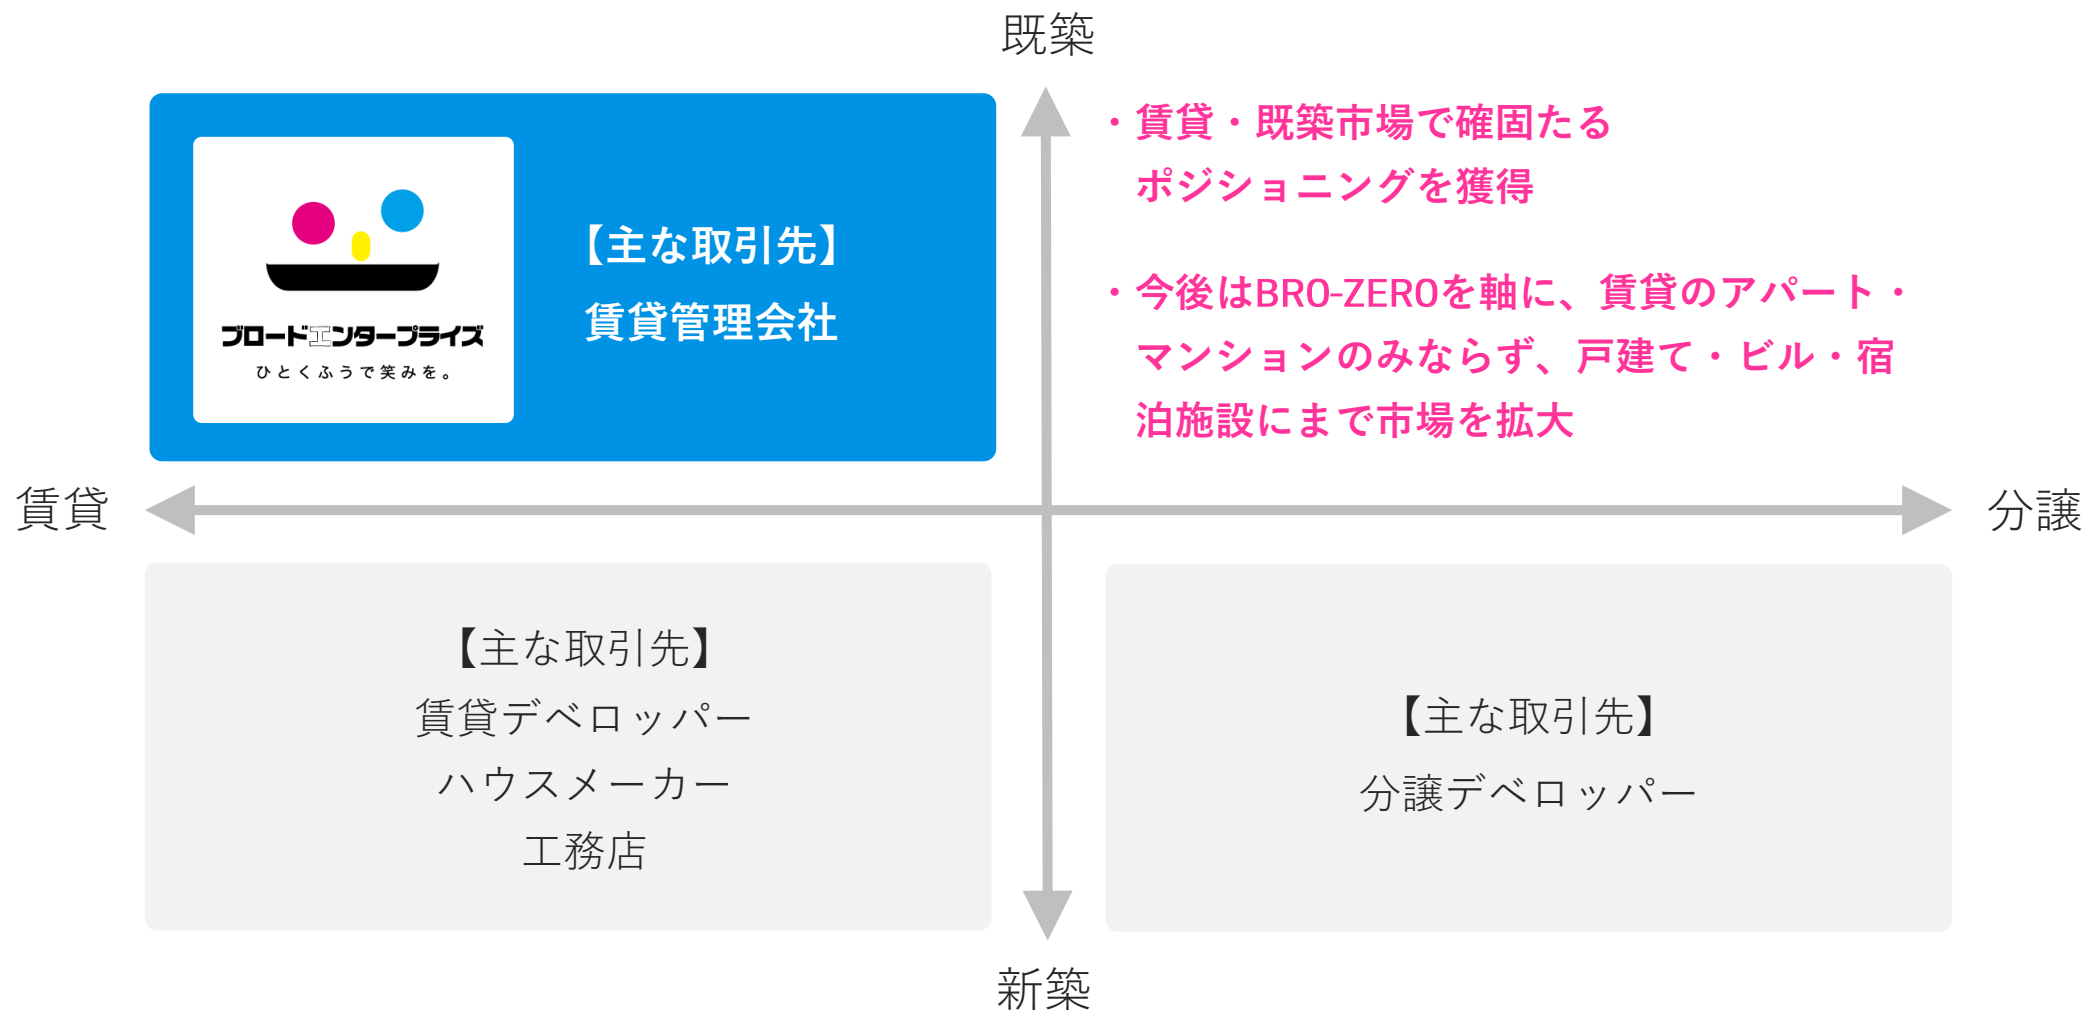 既築
ブロードエンタープライズ
ひとくふうで笑みを。
【主な取引先】
賃貸管理会社
・賃貸・既築市場で確固たる
ポジショニングを獲得
・今後はBRO-ZEROを軸に、賃貸のアパート・
マンションのみならず、戸建て・ビル・宿
泊施設にまで市場を拡大
賃貸
分譲
【主な取引先】
賃貸デベロッパー
ハウスメーカー
工務店
【主な取引先】
分譲デベロッパー
新築